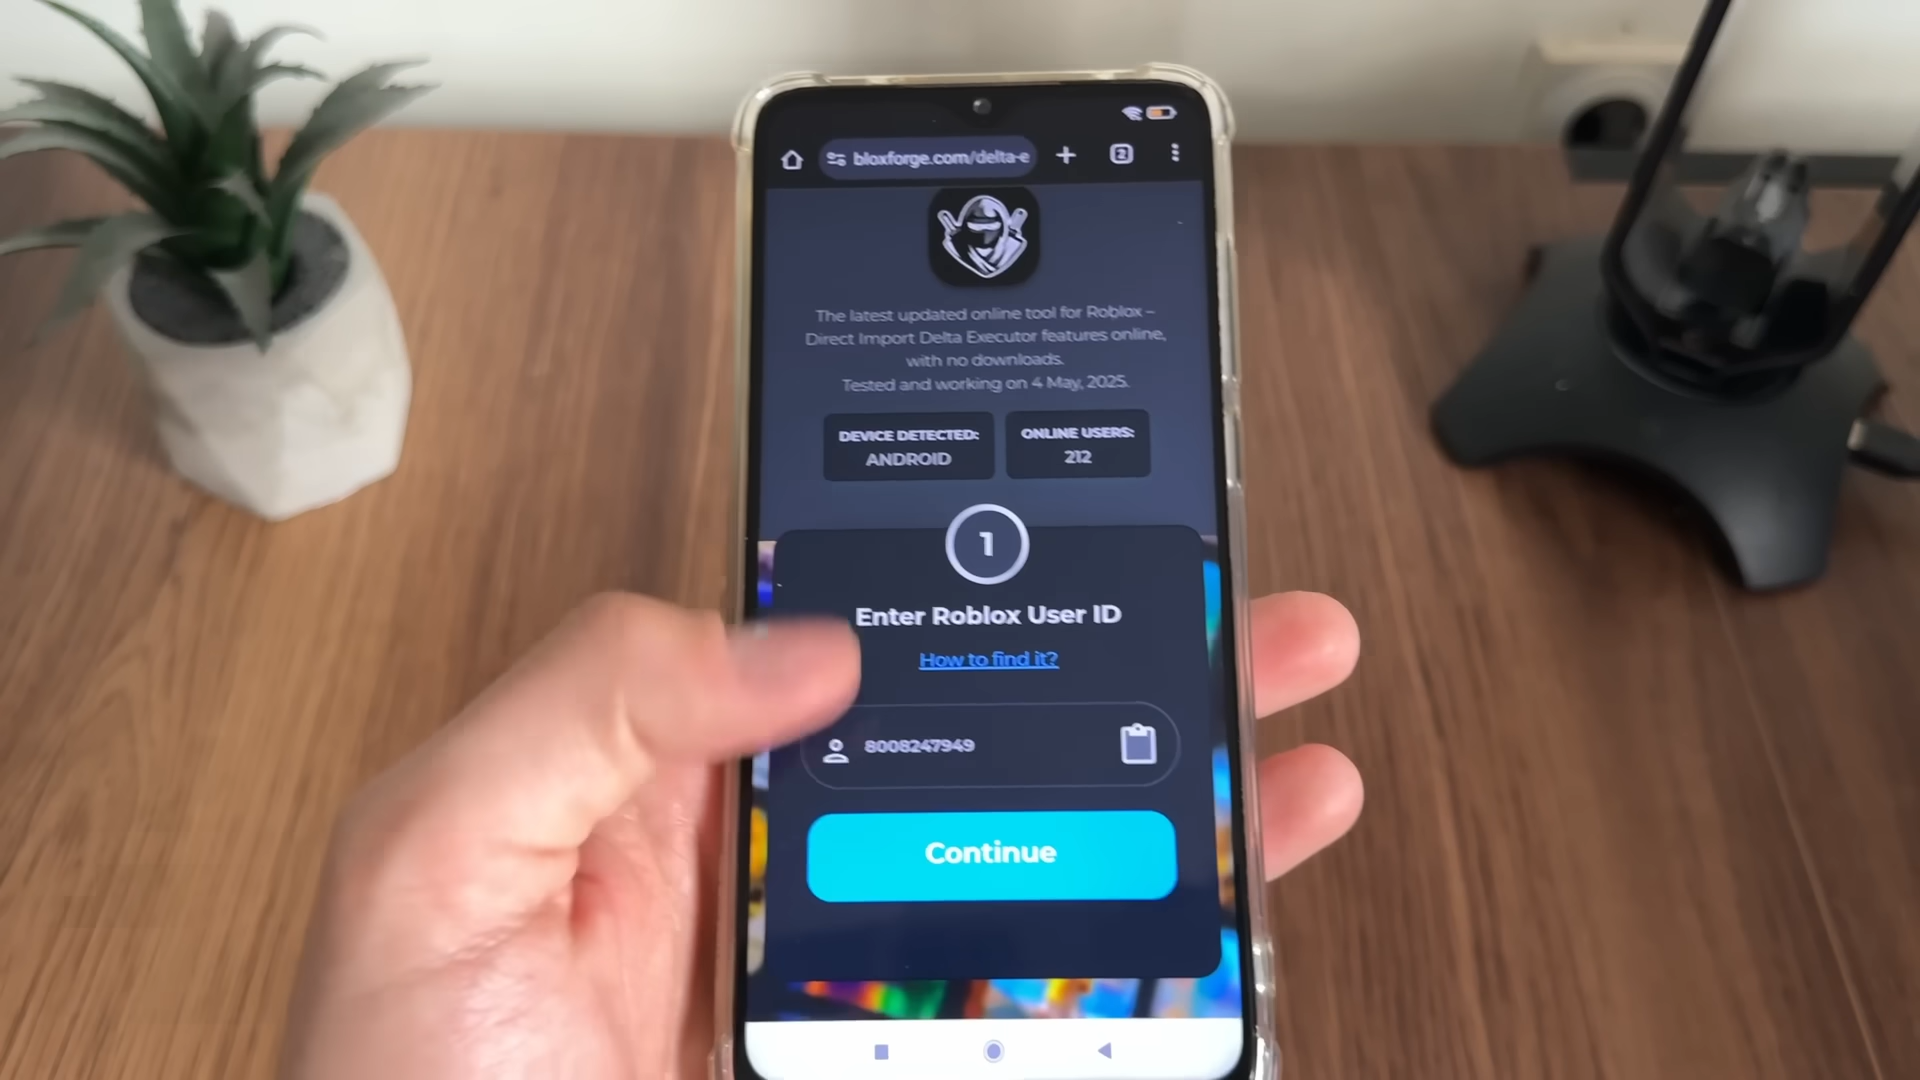 bloxforge.com/delta-e
2
The latest updated online tool for Roblox –
Direct Import Delta Executor features online,
with no downloads.
Tested and working on 4 May, 2025.
DEVICE DETECTED:
ANDROID
ONLINE USERS:
212
1
Enter Roblox User ID
How to find it?
8008247949
Continue